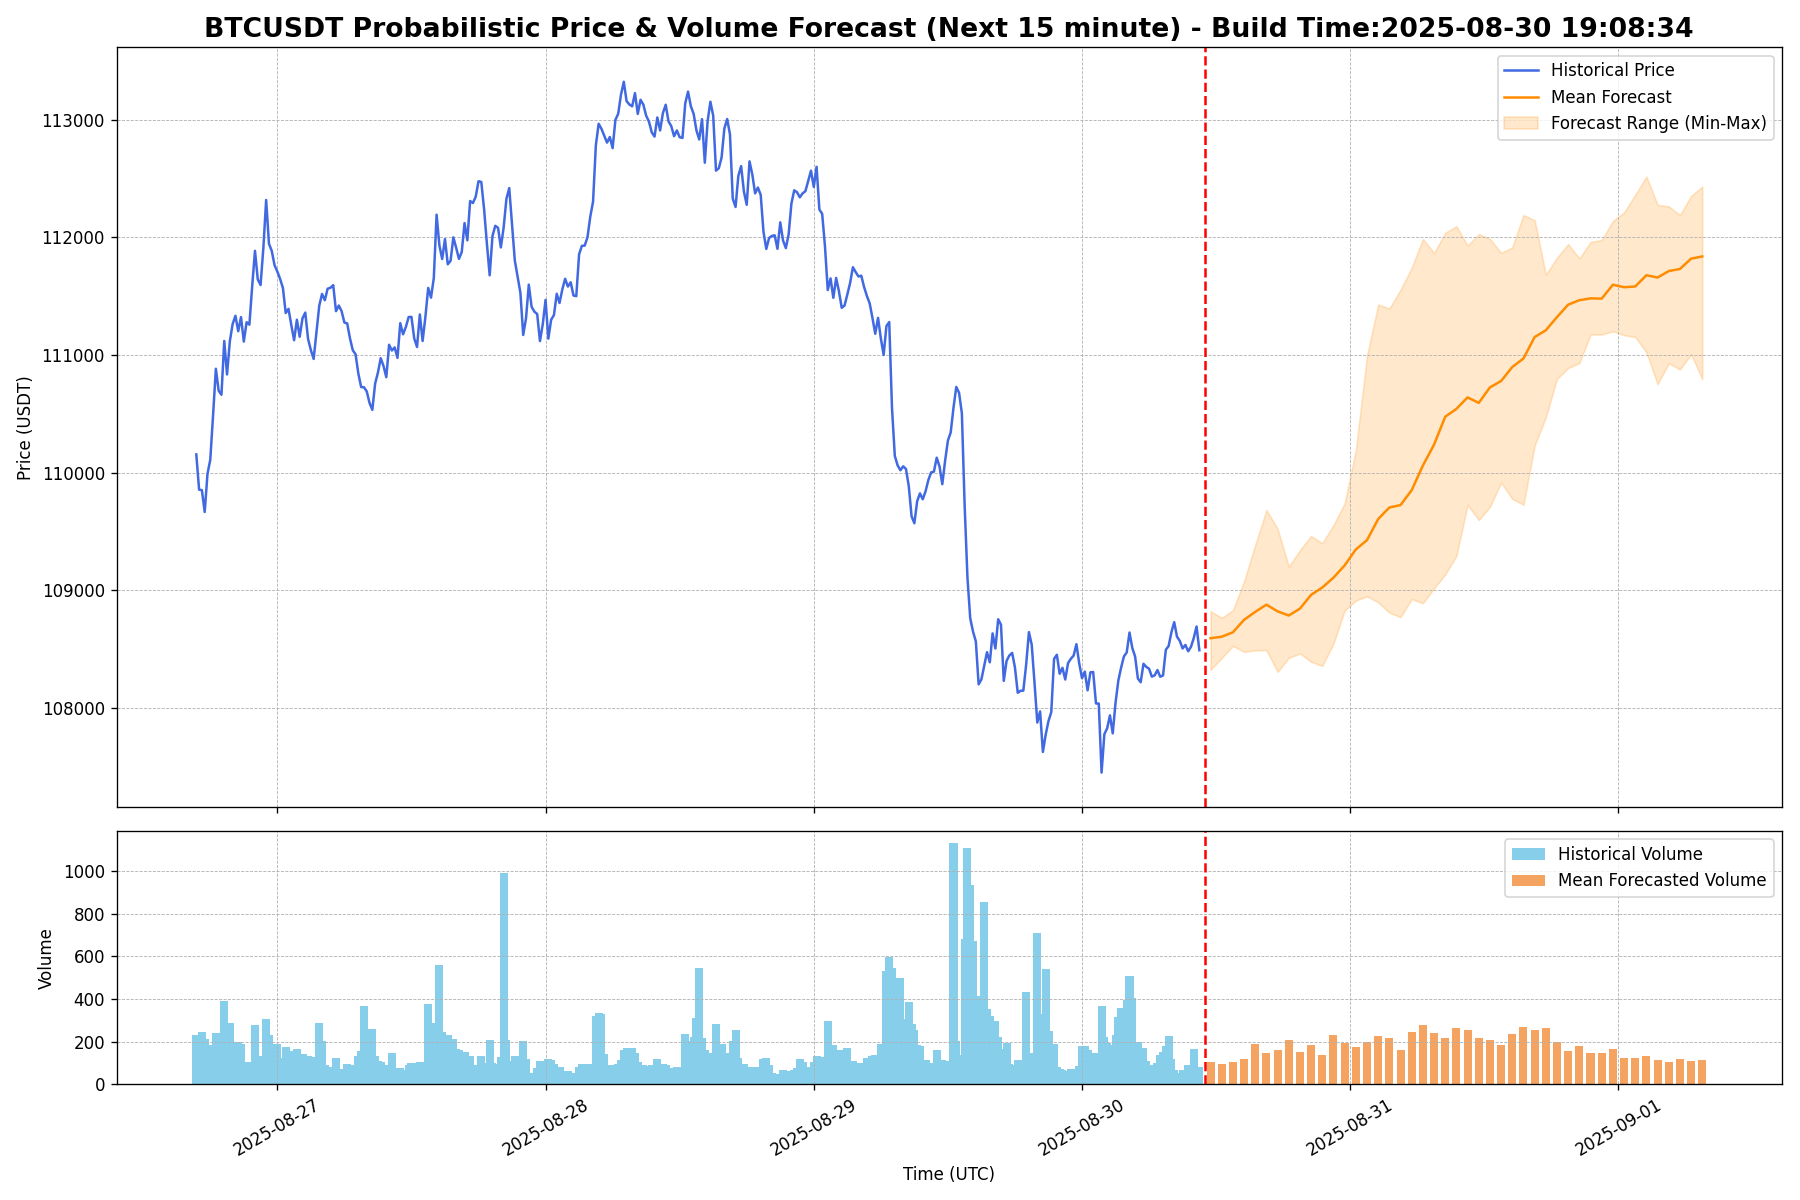 BTCUSDT Probabilistic Price & Volume Forecast (Next 15 minute) - Build Time:2025-08-30 19:08:34
Historical Price
Mean Forecast
Forecast Range (Min-Max)
113000
112000
111000
110000
109000
108000
Price (USDT)
Historical Volume
Mean Forecasted Volume
1000
800
600
400
200
0
Volume
2025-08-27
2025-08-28
2025-08-29
2025-08-30
2025-08-31
2025-09-01
Time (UTC)